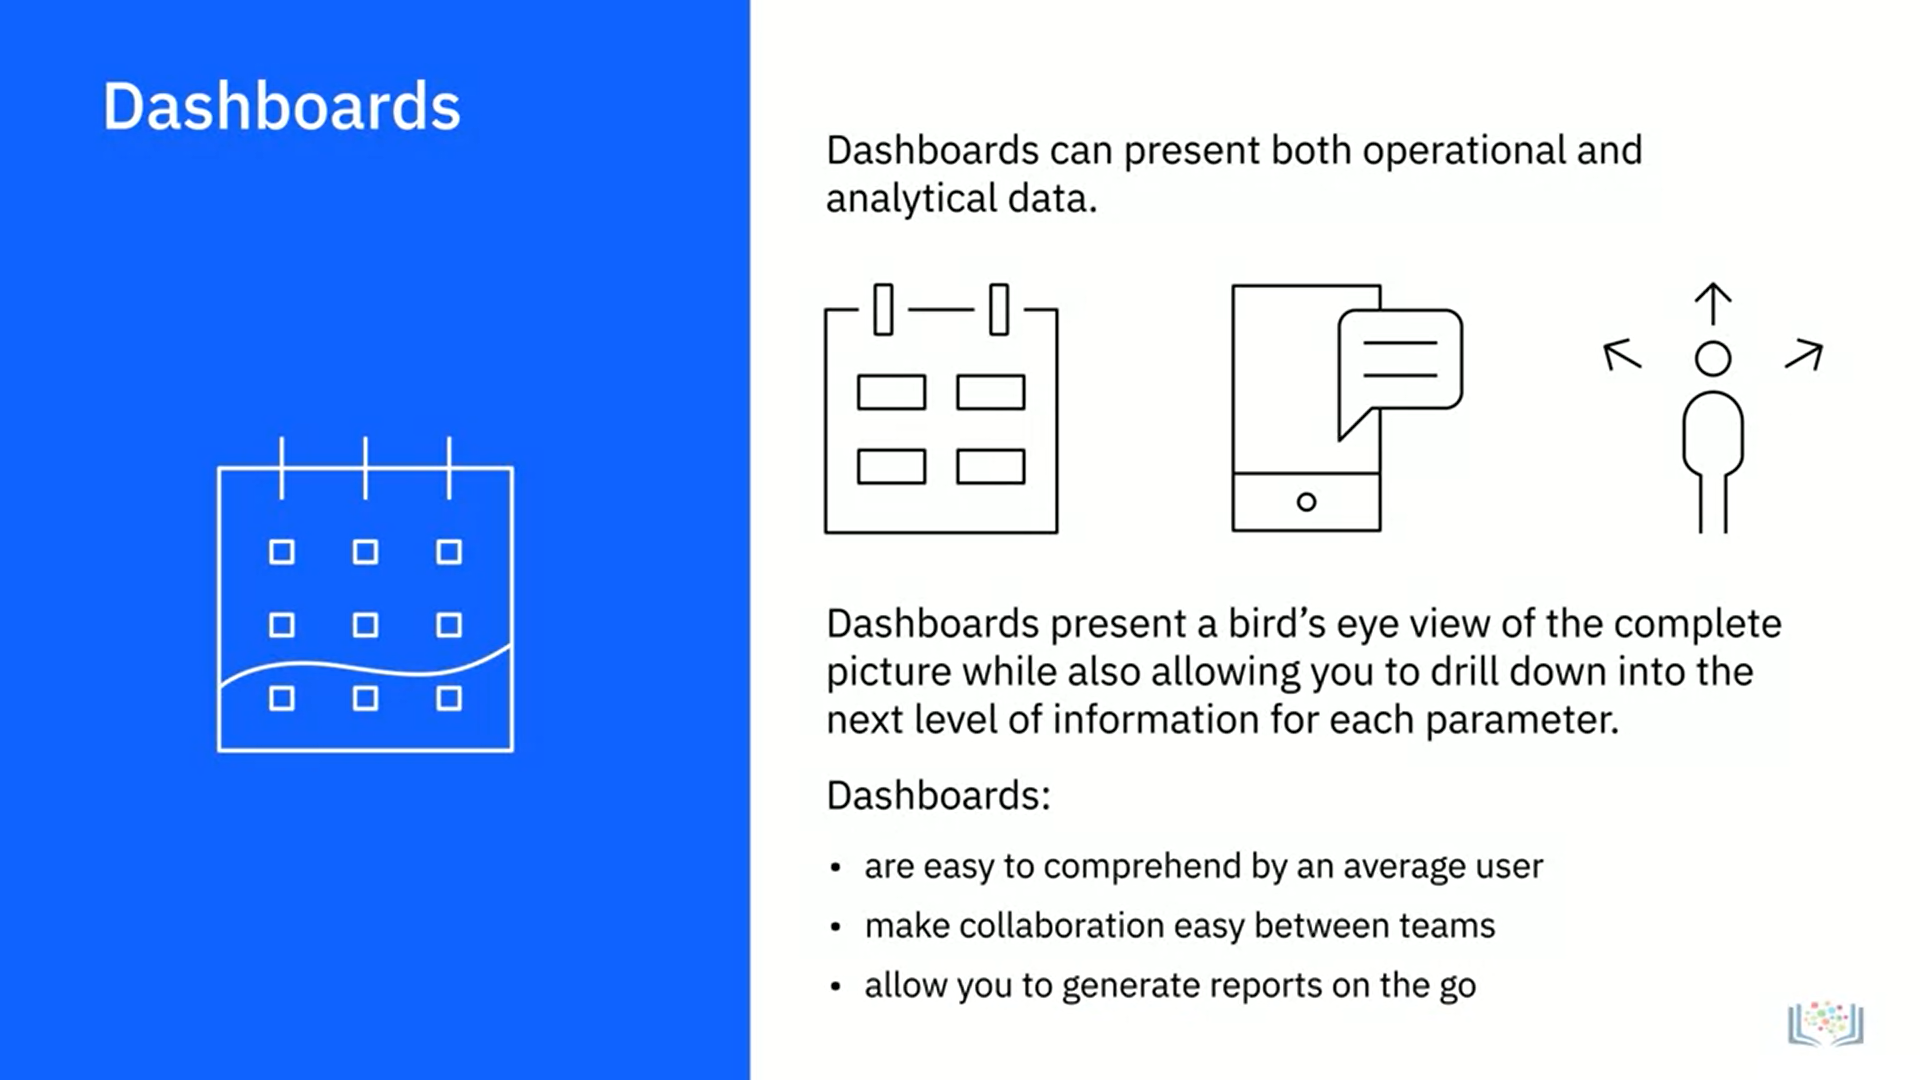 Dashboards
Dashboards can present both operational and
analytical data.
Dashboards present a bird’s eye view of the complete
picture while also allowing you to drill down into the
next level of information for each parameter.
Dashboards:
• are easy to comprehend by an average user
• make collaboration easy between teams
• allow you to generate reports on the go